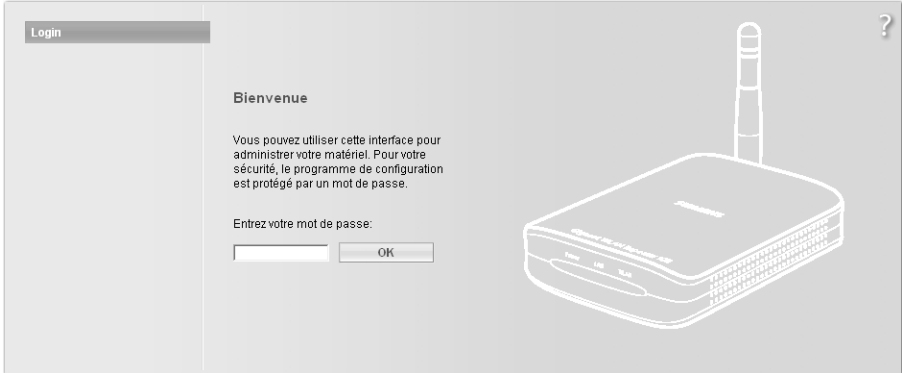 Login
?
Bienvenue
Vous pouvez utiliser cette interface pour
administrer votre matériel. Pour votre
sécurité, le programme de configuration
est protégé par un mot de passe.
Entrez votre mot de passe:
OK